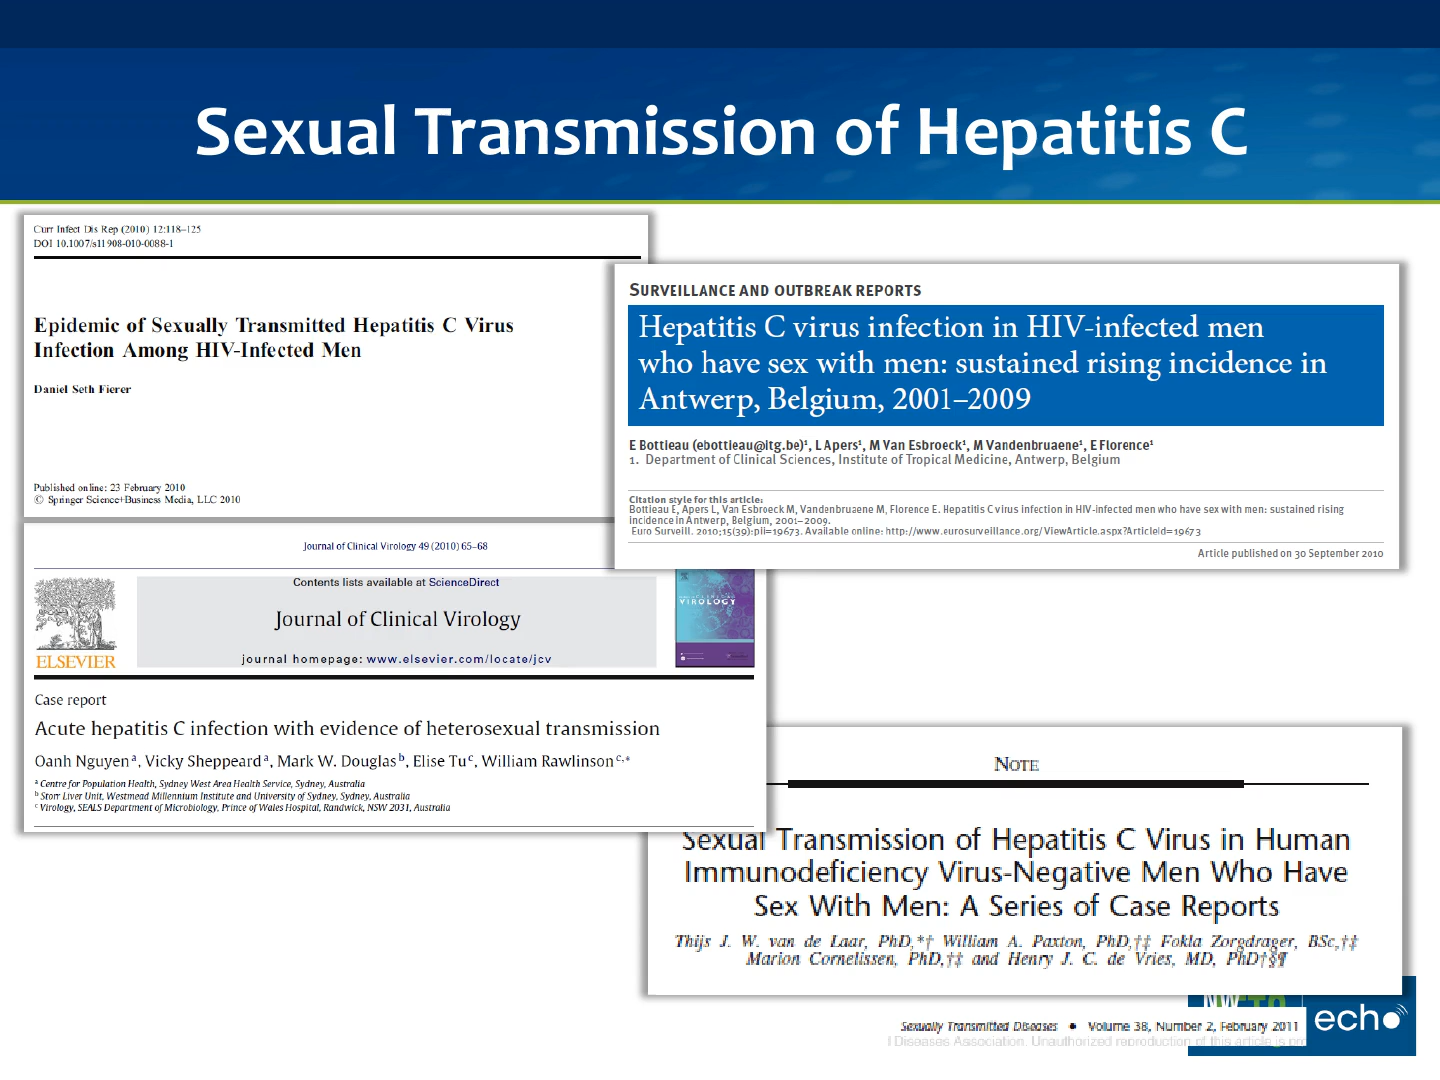 Sexual Transmission of Hepatitis C
Curr Infect Dis Rep (2010) 12:118–125
DOI 10.1007/s11908-010-0088-1
Epidemic of Sexually Transmitted Hepatitis C Virus
Infection Among HIV-Infected Men
Daniel Seth Fierer
Published online: 23 February 2010
© Springer Science+Business Media, LLC 2010
SURVEILLANCE AND OUTBREAK REPORTS
Hepatitis C virus infection in HIV-infected men
who have sex with men: sustained rising incidence in
Antwerp, Belgium, 2001–2009
E Bottieau (ebottieau@itg.be)¹, L Apers¹, M Van Esbroeck¹, M Vandenbruaene¹, E Florence¹
1. Department of Clinical Sciences, Institute of Tropical Medicine, Antwerp, Belgium
Citation style for this article:
Bottieau E, Apers L, Van Esbroeck M, Vandenbruaene M, Florence E. Hepatitis C virus infection in HIV-infected men who have sex with men: sustained rising
incidence in Antwerp, Belgium, 2001–2009.
Euro Surveill. 2010;15(39):pii=19673. Available online: http://www.eurosurveillance.org/ViewArticle.aspx?ArticleId=19673
Article published on 30 September 2010
Journal of Clinical Virology 49 (2010) 65–68
Contents lists available at ScienceDirect
Journal of Clinical Virology
journal homepage: www.elsevier.com/locate/jcv
ELSEVIER
VIROLOGY
Case report
Acute hepatitis C infection with evidence of heterosexual transmission
Oanh Nguyen ᵃ, Vicky Sheppeard ᵃ, Mark W. Douglas ᵇ, Elise Tu ᶜ, William Rawlinson ᶜ,*
ᵃ Centre for Population Health, Sydney West Area Health Service, Sydney, Australia
ᵇ Storr Liver Unit, Westmead Millennium Institute and University of Sydney, Sydney, Australia
ᶜ Virology, SEALS Department of Microbiology, Prince of Wales Hospital, Randwick, NSW 2031, Australia
NOTE
Sexual Transmission of Hepatitis C Virus in Human
Immunodeficiency Virus-Negative Men Who Have
Sex With Men: A Series of Case Reports
Thijs J. W. van de Laar, PhD,*† William A. Paxton, PhD,†‡ Fokla Zorgdrager, BSc,†‡
Marion Cornelissen, PhD,†‡ and Henry J. C. de Vries, MD, PhD†§¶
echo
Sexually Transmitted Diseases • Volume 38, Number 2, February 2011
l Diseases Association. Unauthorized reproduction of this article is pro